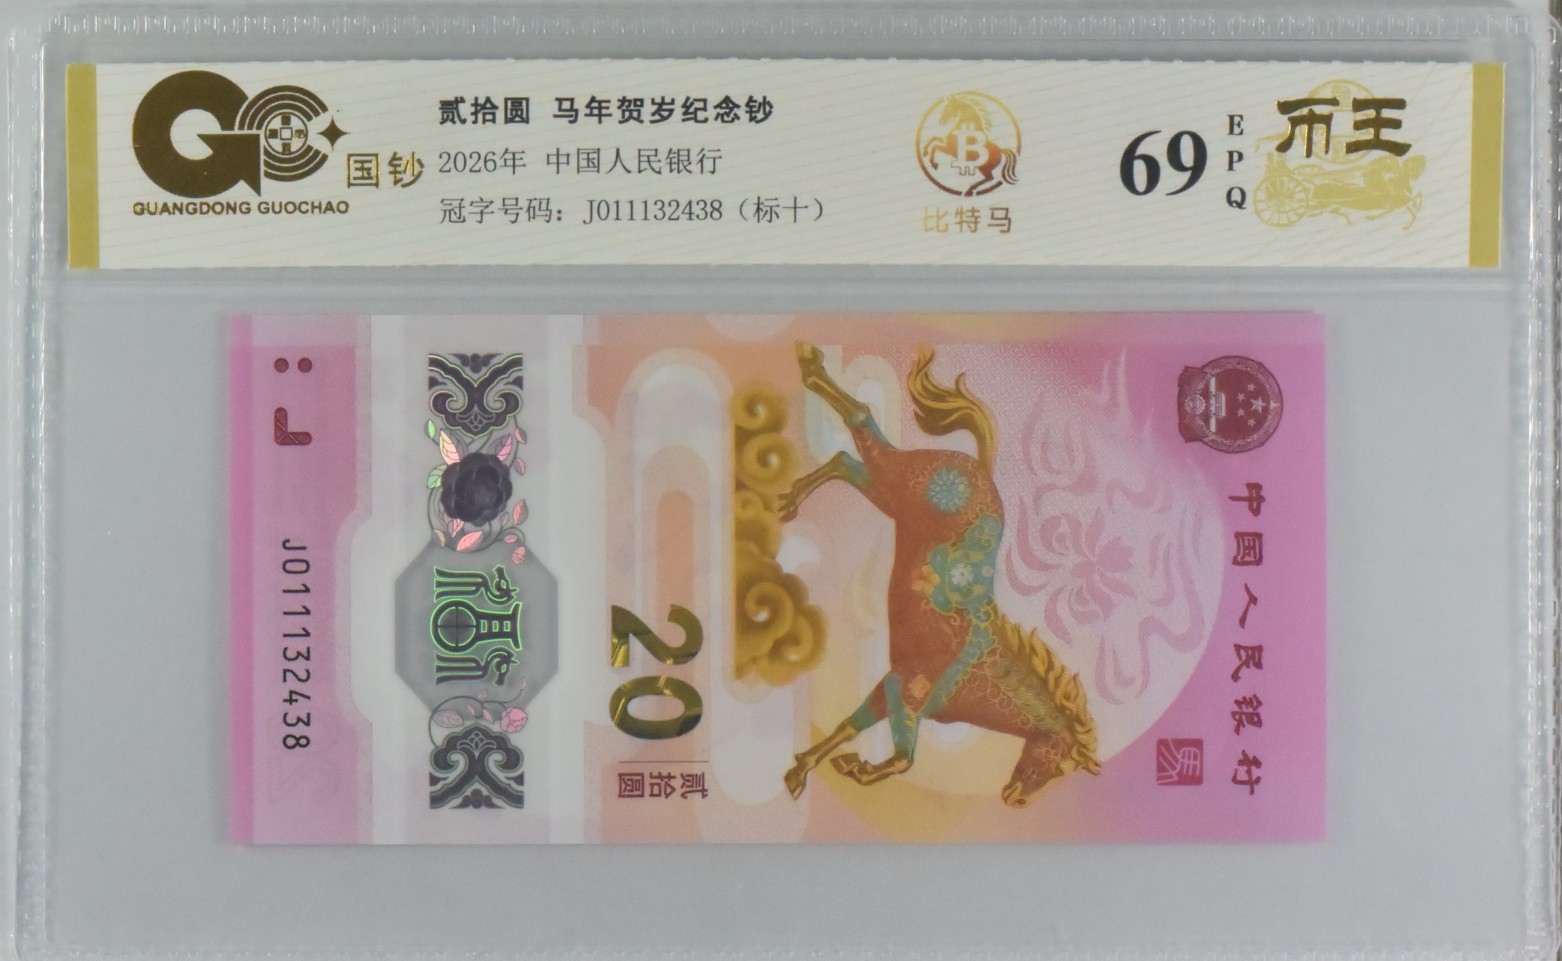 国钞
GUANGDONG GUOCHAO
贰拾圆 马年贺岁纪念钞
2026年 中国人民银行
冠字号码：J011132438（标十）
B
比特马
69
EPQ
币王
中国人民银行
馬
20
贰拾圆
J011132438